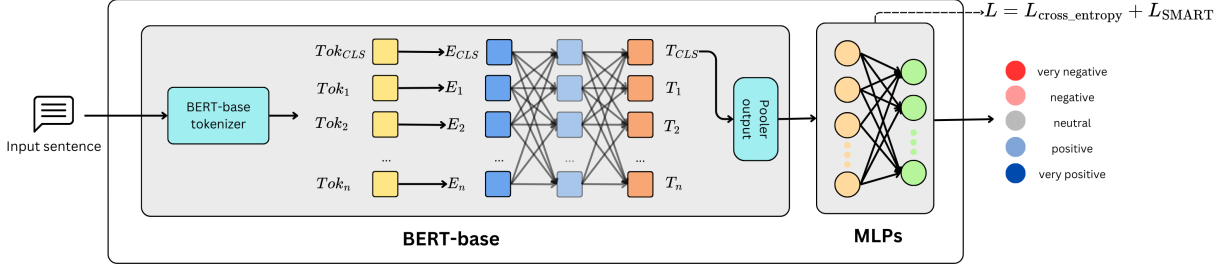 L = L_cross_entropy + L_SMART
Input sentence
BERT-base
tokenizer
Tok_CLS
Tok_1
Tok_2
...
Tok_n
E_CLS
E_1
E_2
E_n
...
...
T_CLS
T_1
T_2
...
T_n
Pooler
output
BERT-base
MLPs
very negative
negative
neutral
positive
very positive